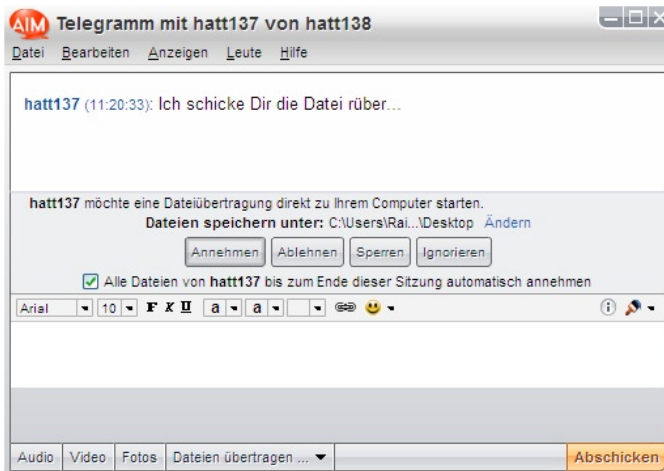 AIM Telegramm mit hatt137 von hatt138
Datei Bearbeiten Anzeigen Leute Hilfe
hatt137 (11:20:33): Ich schicke Dir die Datei rüber...
hatt137 möchte eine Dateiübertragung direkt zu Ihrem Computer starten.
Dateien speichern unter: C:\Users\Rai...\Desktop Ändern
Annehmen Ablehnen Sperren Ignorieren
Alle Dateien von hatt137 bis zum Ende dieser Sitzung automatisch annehmen
Arial 10 F K U a a
Audio Video Fotos Dateien übertragen ... Abschicken